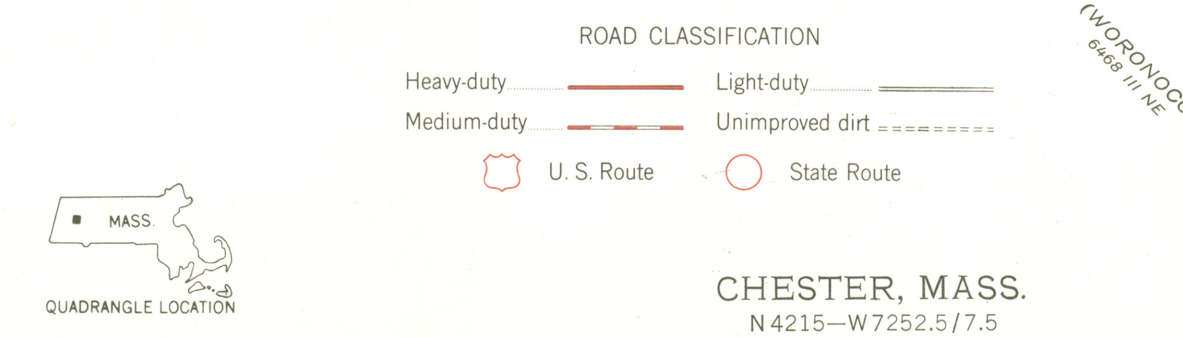 ROAD CLASSIFICATION
Heavy-duty Light-duty
Medium-duty Unimproved dirt
U. S. Route State Route
(WORONOCO
6468 III NE
MASS.
QUADRANGLE LOCATION
CHESTER, MASS.
N 4215—W 7252.5/7.5